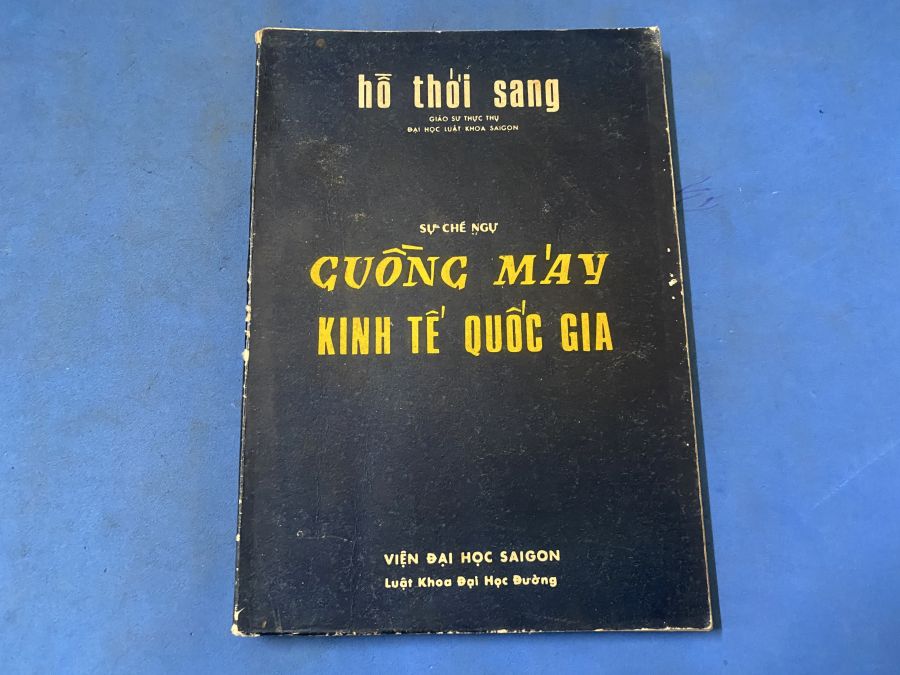 hồ thới sang
GIÁO SƯ THỰC THỤ
ĐẠI HỌC LUẬT KHOA SAIGON
SỰ CHẾ NGỰ
GUỒNG MÁY
KINH TẾ QUỐC GIA
VIỆN ĐẠI HỌC SAIGON
Luật Khoa Đại Học Đường